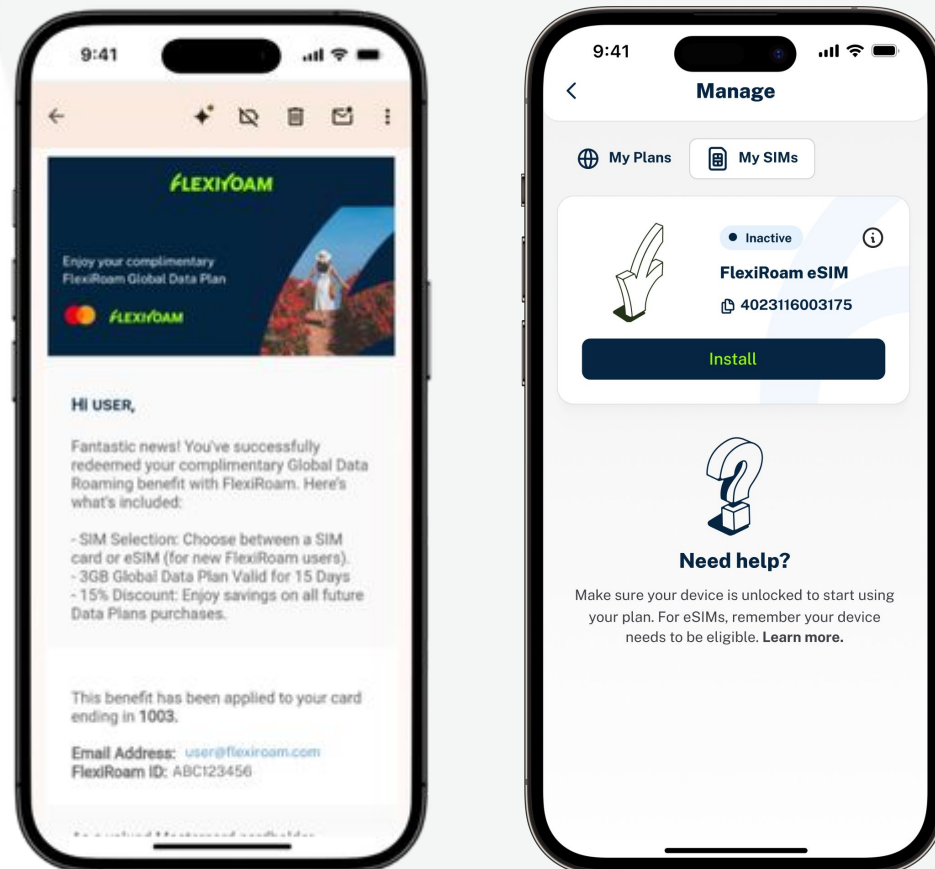 9:41
FLEXIROAM
Enjoy your complimentary
FlexiRoam Global Data Plan
FLEXIROAM
Hi USER,
Fantastic news! You've successfully
redeemed your complimentary Global Data
Roaming benefit with FlexiRoam. Here's
what's included:
- SIM Selection: Choose between a SIM
card or eSIM (for new FlexiRoam users).
- 3GB Global Data Plan Valid for 15 Days
- 15% Discount: Enjoy savings on all future
Data Plans purchases.
This benefit has been applied to your card
ending in 1003.
Email Address: user@flexiroam.com
FlexiRoam ID: ABC123456
9:41
Manage
My Plans
My SIMs
Inactive
FlexiRoam eSIM
4023116003175
Install
Need help?
Make sure your device is unlocked to start using
your plan. For eSIMs, remember your device
needs to be eligible. Learn more.